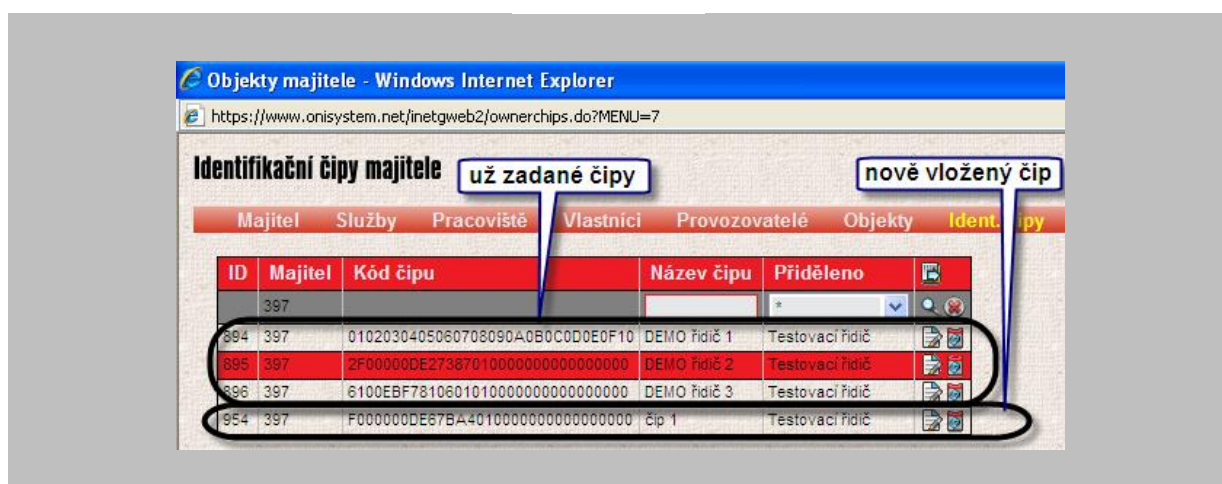 Objekty majitele - Windows Internet Explorer
https://www.onisystem.net/inetgweb2/ownerchips.do?MENU=7
Identifikační čipy majitele
už zadané čipy
nově vložený čip
Majitel Služby Pracoviště Vlastníci Provozovatelé Objekty Ident. čipy
ID Majitel Kód čipu Název čipu Přiděleno
397 *
894 397 0102030405060708090A0B0C0D0E0F10 DEMO řidič 1 Testovací řidič
895 397 2F00000DE27387010000000000000000 DEMO řidič 2 Testovací řidič
896 397 6100EBF7810601010000000000000000 DEMO řidič 3 Testovací řidič
954 397 F000000DE67BA4010000000000000000 čip 1 Testovací řidič